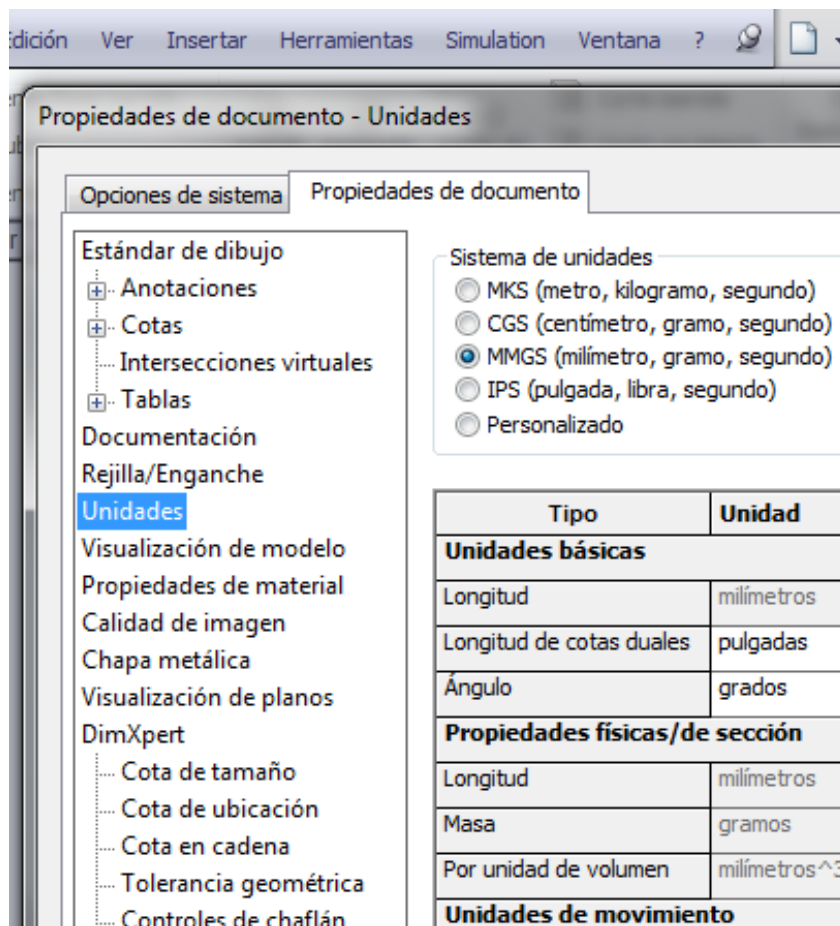 Edición Ver Insertar Herramientas Simulation Ventana ?
Propiedades de documento - Unidades
Opciones de sistema Propiedades de documento
Estándar de dibujo
Anotaciones
Cotas
Intersecciones virtuales
Tablas
Documentación
Rejilla/Enganche
Unidades
Visualización de modelo
Propiedades de material
Calidad de imagen
Chapa metálica
Visualización de planos
DimXpert
Cota de tamaño
Cota de ubicación
Cota en cadena
Tolerancia geométrica
Controles de chaflán
Sistema de unidades
MKS (metro, kilogramo, segundo)
CGS (centímetro, gramo, segundo)
MMGS (milímetro, gramo, segundo)
IPS (pulgada, libra, segundo)
Personalizado
Tipo Unidad
Unidades básicas
Longitud milímetros
Longitud de cotas duales pulgadas
Ángulo grados
Propiedades físicas/de sección
Longitud milímetros
Masa gramos
Por unidad de volumen milímetros^3
Unidades de movimiento